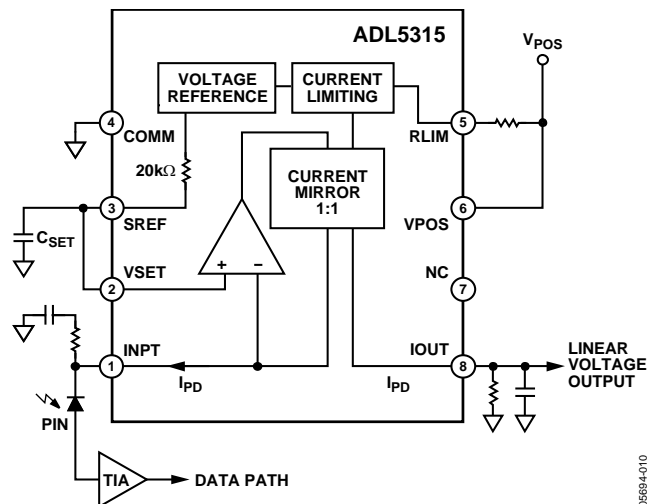 ADL5315
VPOS
VOLTAGE
REFERENCE
CURRENT
LIMITING
4
COMM
5
RLIM
20kΩ
CURRENT
MIRROR
1:1
3
SREF
6
VPOS
CSET
+
−
2
VSET
NC
7
1
INPT
IPD
IOUT
8
IPD
LINEAR
VOLTAGE
OUTPUT
PIN
TIA
DATA PATH
05694-010